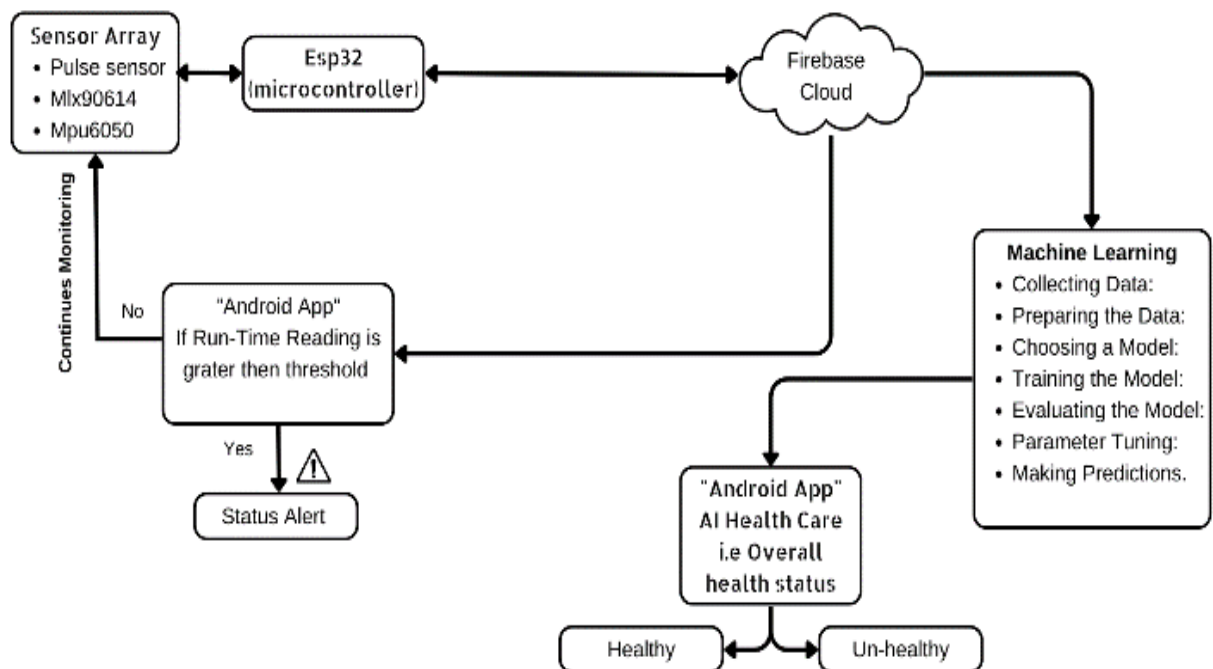 Sensor Array
• Pulse sensor
• Mlx90614
• Mpu6050
Esp32
(microcontroller)
Firebase
Cloud
Continues Monitoring
No
"Android App"
If Run-Time Reading is
grater then threshold
Yes
Status Alert
Machine Learning
• Collecting Data:
• Preparing the Data:
• Choosing a Model:
• Training the Model:
• Evaluating the Model:
• Parameter Tuning:
• Making Predictions.
"Android App"
AI Health Care
i.e Overall
health status
Healthy
Un-healthy